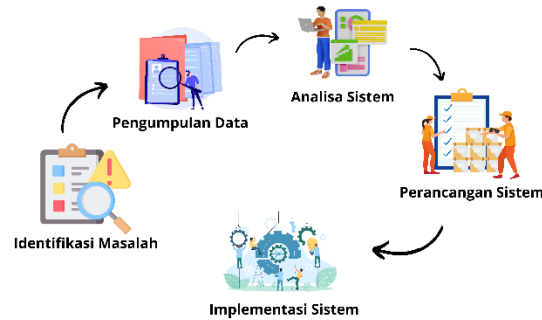 Identifikasi Masalah
Pengumpulan Data
Analisa Sistem
Perancangan Sistem
Implementasi Sistem